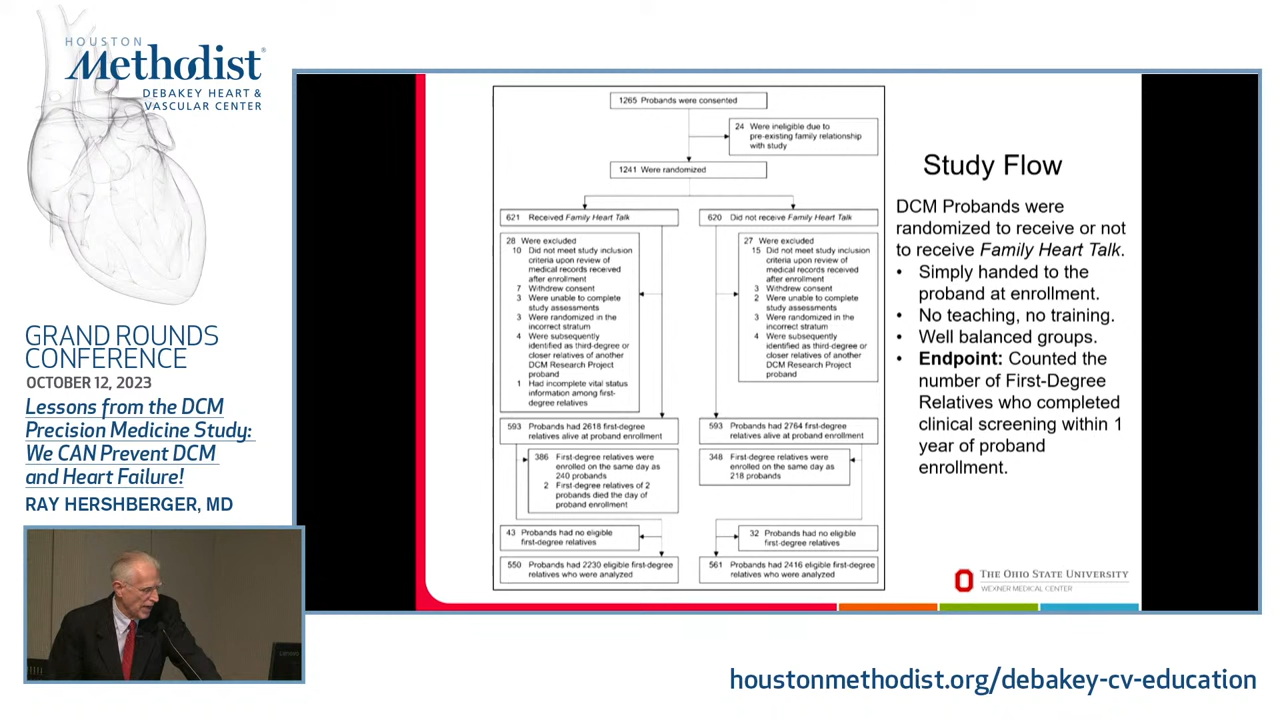 HOUSTON
Methodist®
DEBAKEY HEART &
VASCULAR CENTER
GRAND ROUNDS
CONFERENCE
OCTOBER 12, 2023
Lessons from the DCM
Precision Medicine Study:
We CAN Prevent DCM
and Heart Failure!
RAY HERSHBERGER, MD
1265 Probands were consented
24 Were ineligible due to
pre-existing family relationship
with study
1241 Were randomized
621 Received Family Heart Talk
620 Did not receive Family Heart Talk
28 Were excluded
10 Did not meet study inclusion
criteria upon review of
medical records received
after enrollment
7 Withdrew consent
3 Were unable to complete
study assessments
3 Were randomized in the
incorrect stratum
4 Were subsequently
identified as third-degree or
closer relatives of another
DCM Research Project
proband
1 Had incomplete vital status
information among first-
degree relatives
27 Were excluded
15 Did not meet study inclusion
criteria upon review of
medical records received
after enrollment
3 Withdrew consent
2 Were unable to complete
study assessments
3 Were randomized in the
incorrect stratum
4 Were subsequently
identified as third-degree or
closer relatives of another
DCM Research Project
proband
593 Probands had 2618 first-degree
relatives alive at proband enrollment
593 Probands had 2764 first-degree
relatives alive at proband enrollment
386 First-degree relatives were
enrolled on the same day as
240 probands
2 First-degree relatives of 2
probands died the day of
proband enrollment
348 First-degree relatives were
enrolled on the same day as
218 probands
43 Probands had no eligible
first-degree relatives
32 Probands had no eligible
first-degree relatives
550 Probands had 2230 eligible first-degree
relatives who were analyzed
561 Probands had 2416 eligible first-degree
relatives who were analyzed
Study Flow
DCM Probands were
randomized to receive or not
to receive Family Heart Talk.
• Simply handed to the
proband at enrollment.
• No teaching, no training.
• Well balanced groups.
• Endpoint: Counted the
number of First-Degree
Relatives who completed
clinical screening within 1
year of proband
enrollment.
THE OHIO STATE UNIVERSITY
WEXNER MEDICAL CENTER
houstonmethodist.org/debakey-cv-education